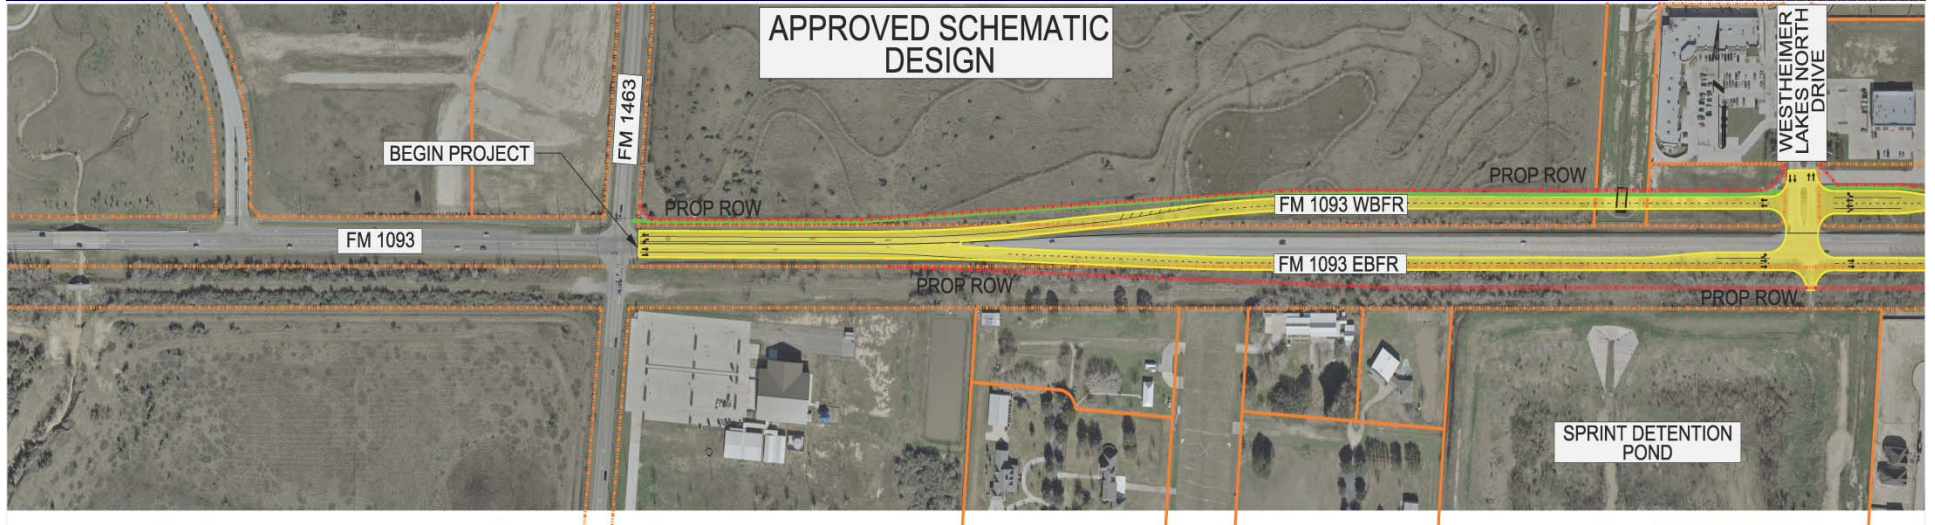 APPROVED SCHEMATIC
DESIGN
FM 1463
BEGIN PROJECT
PROP ROW
FM 1093
PROP ROW
FM 1093 WBFR
FM 1093 EBFR
PROP ROW
WESTHEIMER
LAKES NORTH
DRIVE
PROP ROW
SPRINT DETENTION
POND